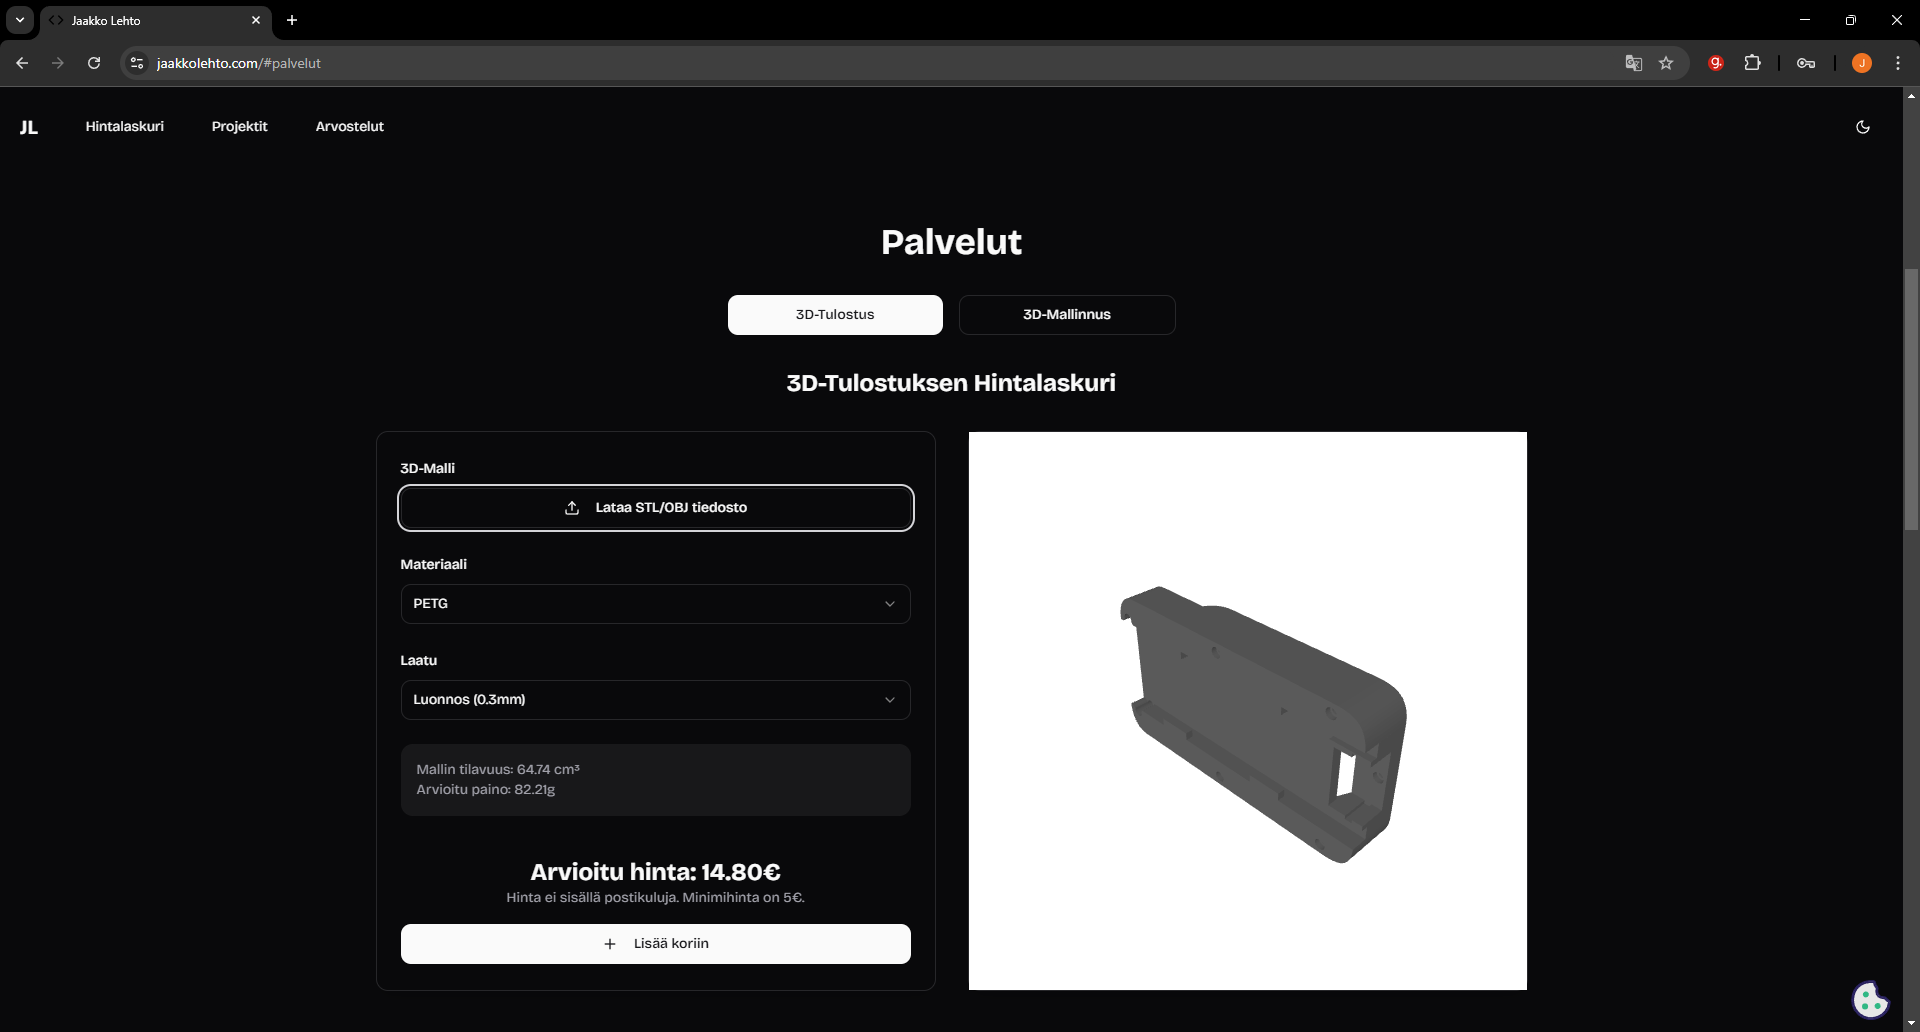 Jaakko Lehto
jaakkolehto.com/#palvelut
g.
J
JL
Hintalaskuri
Projektit
Arvostelut
Palvelut
3D-Tulostus
3D-Mallinnus
3D-Tulostuksen Hintalaskuri
3D-Malli
Lataa STL/OBJ tiedosto
Materiaali
PETG
Laatu
Luonnos (0.3mm)
Mallin tilavuus: 64.74 cm³
Arvioitu paino: 82.21g
Arvioitu hinta: 14.80€
Hinta ei sisällä postikuluja. Minimihinta on 5€.
Lisää koriin